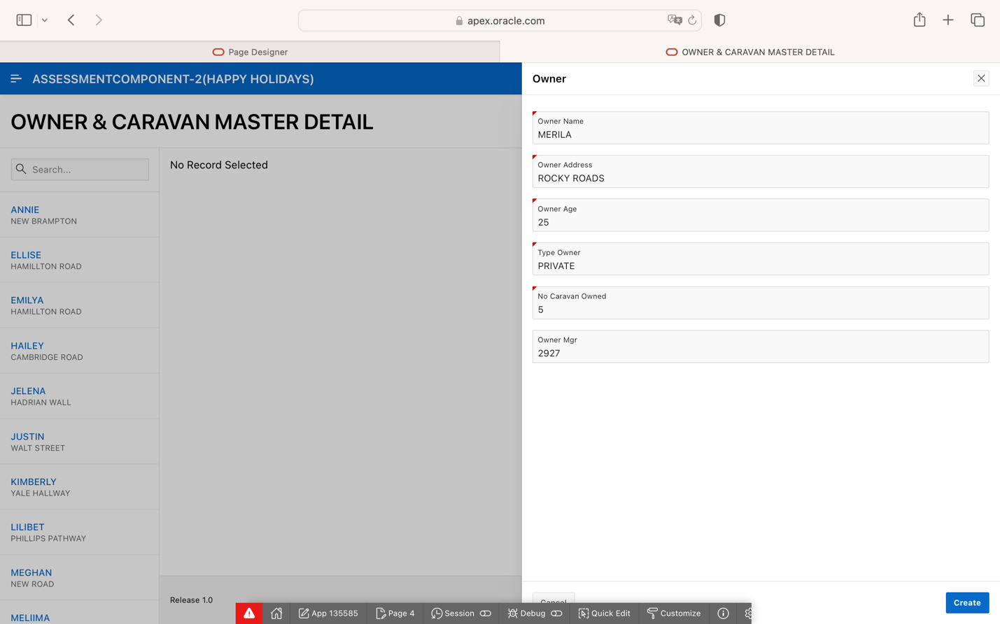 apex.oracle.com
Page Designer
OWNER & CARAVAN MASTER DETAIL
ASSESSMENTCOMPONENT-2(HAPPY HOLIDAYS)
OWNER & CARAVAN MASTER DETAIL
Search...
No Record Selected
ANNIE
NEW BRAMPTON
ELLISE
HAMILLTON ROAD
EMILYA
HAMILLTON ROAD
HAILEY
CAMBRIDGE ROAD
JELENA
HADRIAN WALL
JUSTIN
WALT STREET
KIMBERLY
YALE HALLWAY
LILIBET
PHILLIPS PATHWAY
MEGHAN
NEW ROAD
MELIIMA
Release 1.0
Owner
Owner Name
MERILA
Owner Address
ROCKY ROADS
Owner Age
25
Type Owner
PRIVATE
No Caravan Owned
5
Owner Mgr
2927
Cancel
Create
App 135585
Page 4
Session
Debug
Quick Edit
Customize